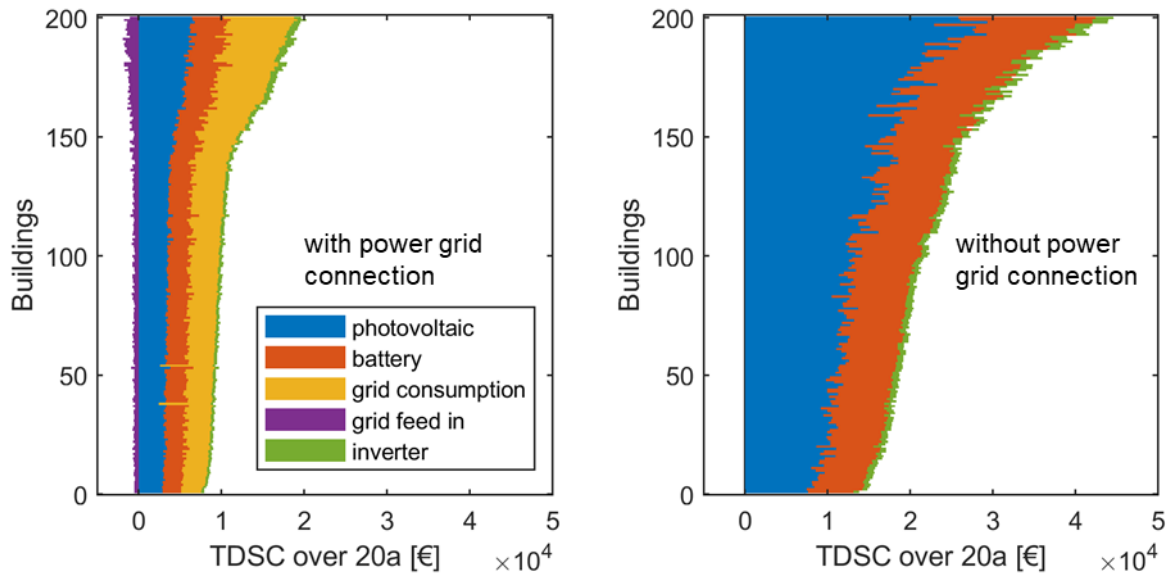 200
150
100
50
0
Buildings
with power grid
connection
photovoltaic
battery
grid consumption
grid feed in
inverter
0 1 2 3 4 5
TDSC over 20a [€] ×10⁴
200
150
100
50
0
Buildings
without power
grid connection
0 1 2 3 4 5
TDSC over 20a [€] ×10⁴